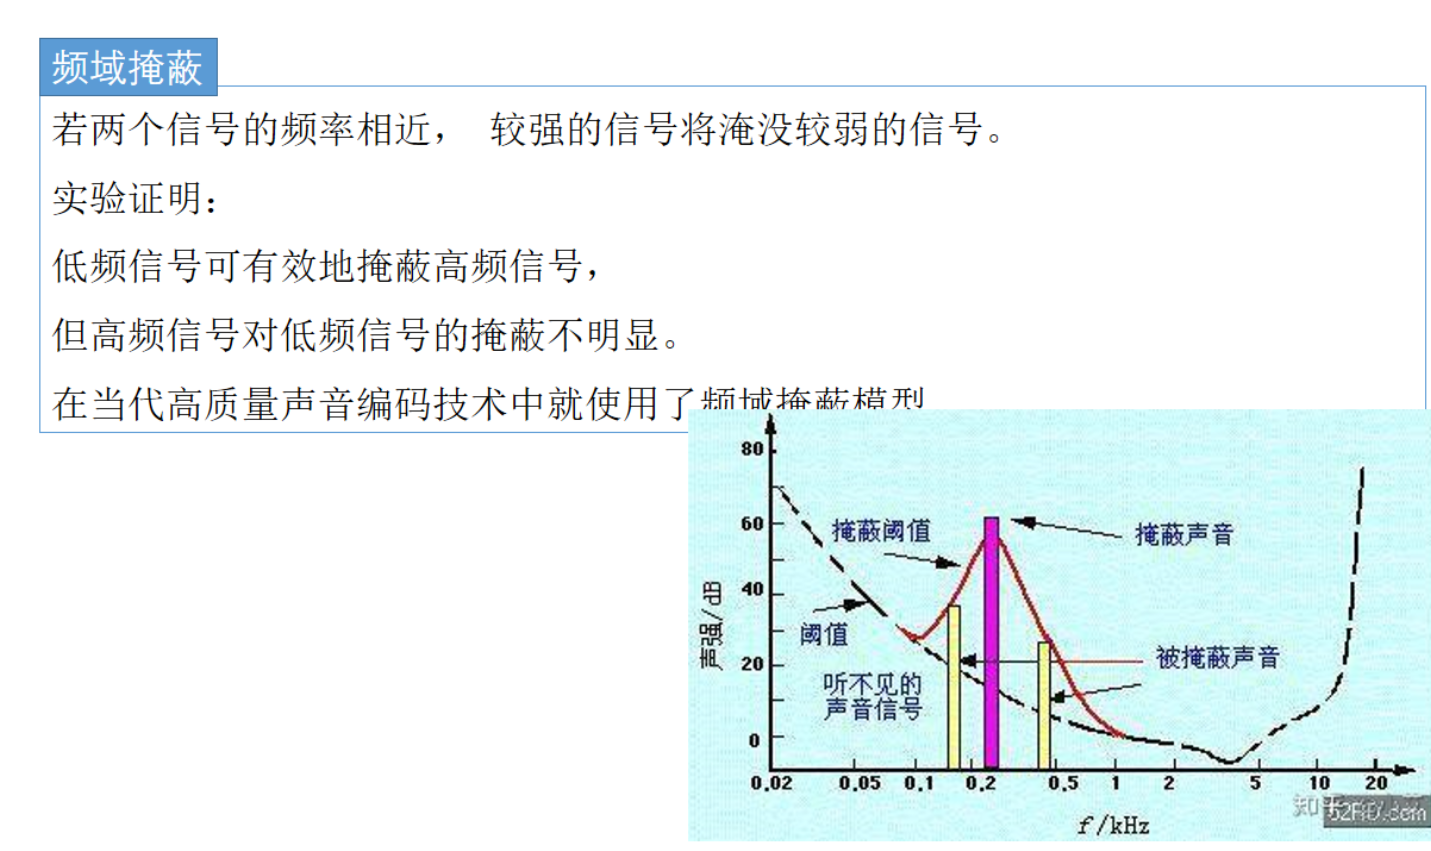 频域掩蔽
若两个信号的频率相近， 较强的信号将淹没较弱的信号。
实验证明：
低频信号可有效地掩蔽高频信号，
但高频信号对低频信号的掩蔽不明显。
在当代高质量声音编码技术中就使用了频域掩蔽模型
80
60
40
20
0
声强/dB
掩蔽阈值
掩蔽声音
阈值
被掩蔽声音
听不见的
声音信号
0.02 0.05 0.1 0.2 0.5 1 2 5 10 20
f/kHz
知乎
52RD.com